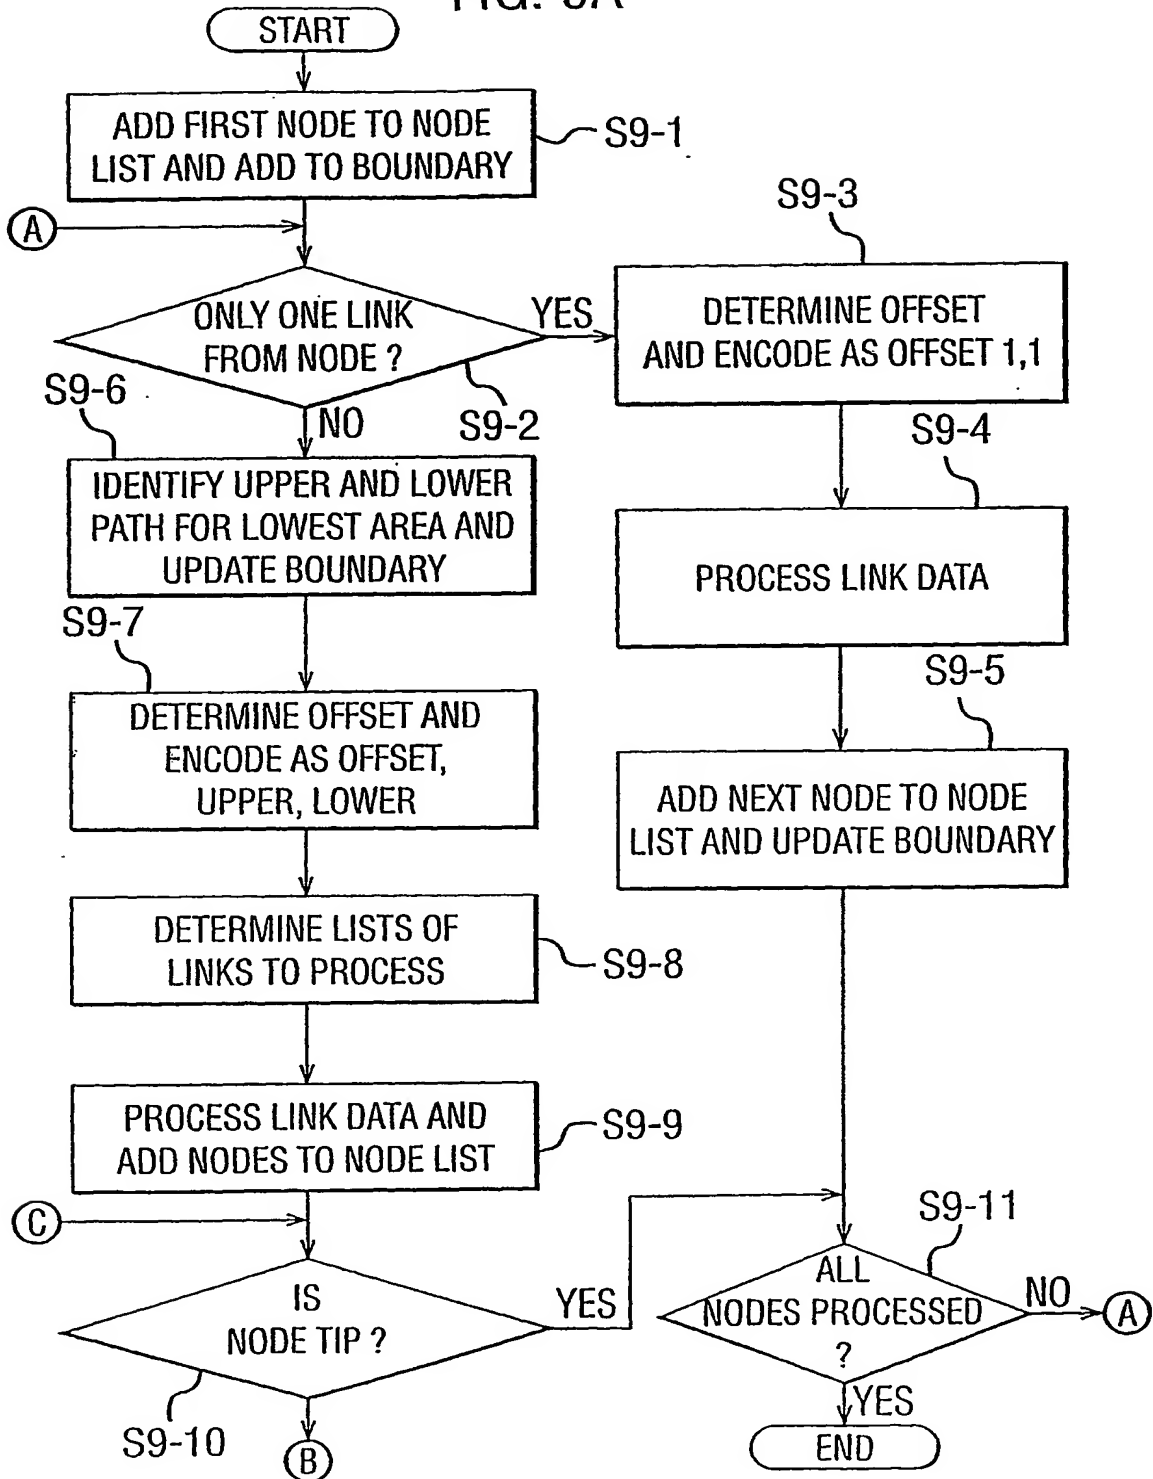 START
ADD FIRST NODE TO NODE
LIST AND ADD TO BOUNDARY
S9-1
A
ONLY ONE LINK
FROM NODE ?
YES
S9-2
NO
S9-3
DETERMINE OFFSET
AND ENCODE AS OFFSET 1,1
S9-4
PROCESS LINK DATA
S9-5
ADD NEXT NODE TO NODE
LIST AND UPDATE BOUNDARY
S9-6
IDENTIFY UPPER AND LOWER
PATH FOR LOWEST AREA AND
UPDATE BOUNDARY
S9-7
DETERMINE OFFSET AND
ENCODE AS OFFSET,
UPPER, LOWER
DETERMINE LISTS OF
LINKS TO PROCESS
S9-8
PROCESS LINK DATA AND
ADD NODES TO NODE LIST
S9-9
C
IS
NODE TIP ?
YES
S9-10
B
S9-11
ALL
NODES PROCESSED
?
NO
A
YES
END